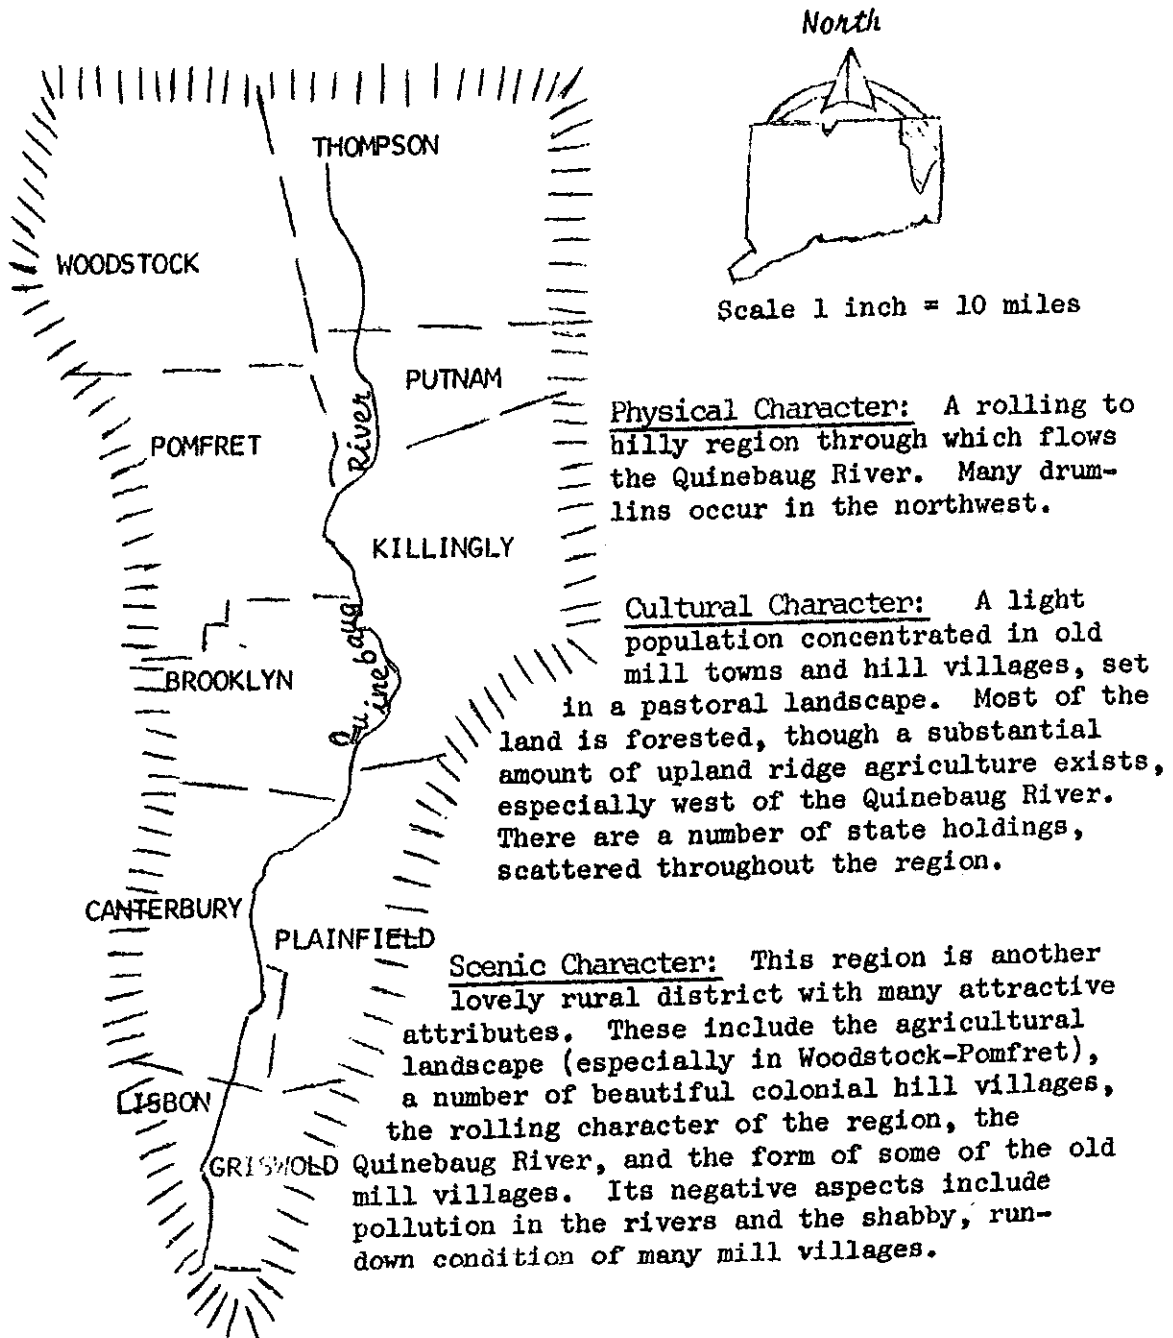 North
THOMPSON
WOODSTOCK
Scale 1 inch = 10 miles
PUTNAM
POMFRET
River
KILLINGLY
Quinebaug
BROOKLYN
CANTERBURY
PLAINFIELD
LISBON
GRISWOLD
Physical Character: A rolling to
hilly region through which flows
the Quinebaug River. Many drum-
lins occur in the northwest.
Cultural Character: A light
population concentrated in old
mill towns and hill villages, set
in a pastoral landscape. Most of the
land is forested, though a substantial
amount of upland ridge agriculture exists,
especially west of the Quinebaug River.
There are a number of state holdings,
scattered throughout the region.
Scenic Character: This region is another
lovely rural district with many attractive
attributes. These include the agricultural
landscape (especially in Woodstock-Pomfret),
a number of beautiful colonial hill villages,
the rolling character of the region, the
Quinebaug River, and the form of some of the old
mill villages. Its negative aspects include
pollution in the rivers and the shabby, run-
down condition of many mill villages.